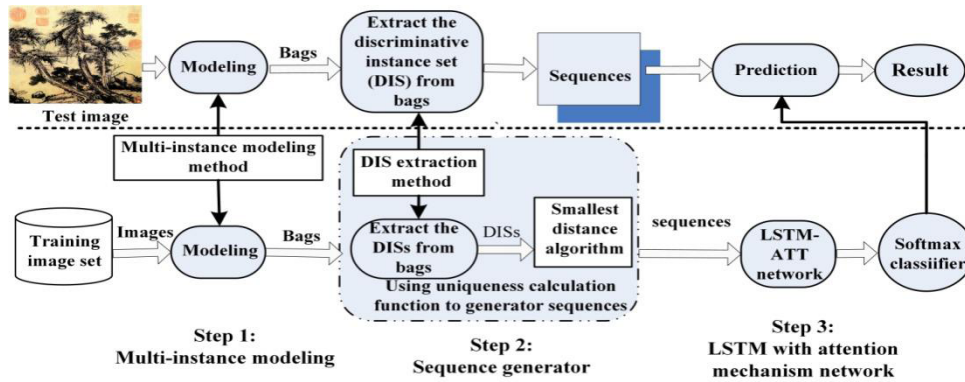 Modeling
Bags
Extract the
discriminative
instance set
(DIS) from
bags
Sequences
Prediction
Result
Test image
Multi-instance modeling
method
DIS extraction
method
Training
image set
Images
Modeling
Bags
Extract the
DISs from
bags
DISs
Smallest
distance
algorithm
sequences
LSTM-
ATT
network
Softmax
classiifier
Using uniqueness calculation
function to generator sequences
Step 1:
Multi-instance modeling
Step 2:
Sequence generator
Step 3:
LSTM with attention
mechanism network